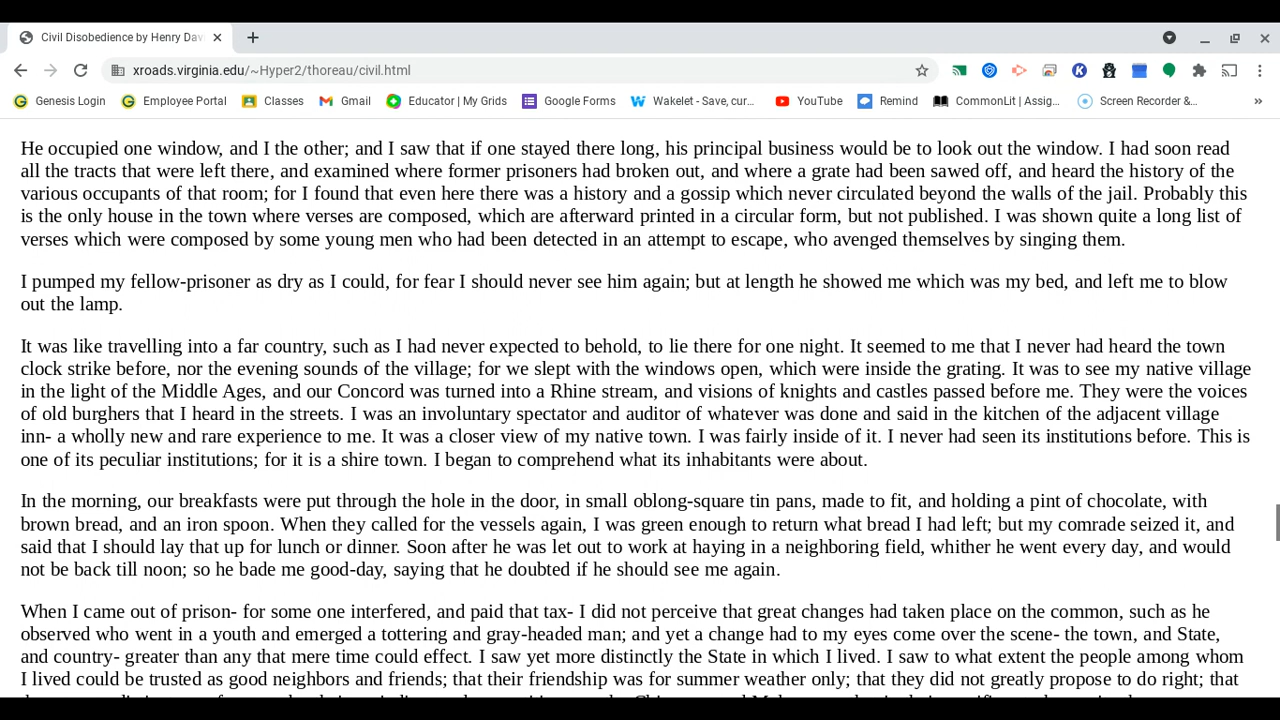 Civil Disobedience by Henry Dav
xroads.virginia.edu/~Hyper2/thoreau/civil.html
Genesis Login Employee Portal Classes Gmail Educator | My Grids Google Forms Wakelet - Save, cur... YouTube Remind CommonLit | Assig... Screen Recorder &... »
He occupied one window, and I the other; and I saw that if one stayed there long, his principal business would be to look out the window. I had soon read
all the tracts that were left there, and examined where former prisoners had broken out, and where a grate had been sawed off, and heard the history of the
various occupants of that room; for I found that even here there was a history and a gossip which never circulated beyond the walls of the jail. Probably this
is the only house in the town where verses are composed, which are afterward printed in a circular form, but not published. I was shown quite a long list of
verses which were composed by some young men who had been detected in an attempt to escape, who avenged themselves by singing them.
I pumped my fellow-prisoner as dry as I could, for fear I should never see him again; but at length he showed me which was my bed, and left me to blow
out the lamp.
It was like travelling into a far country, such as I had never expected to behold, to lie there for one night. It seemed to me that I never had heard the town
clock strike before, nor the evening sounds of the village; for we slept with the windows open, which were inside the grating. It was to see my native village
in the light of the Middle Ages, and our Concord was turned into a Rhine stream, and visions of knights and castles passed before me. They were the voices
of old burghers that I heard in the streets. I was an involuntary spectator and auditor of whatever was done and said in the kitchen of the adjacent village
inn- a wholly new and rare experience to me. It was a closer view of my native town. I was fairly inside of it. I never had seen its institutions before. This is
one of its peculiar institutions; for it is a shire town. I began to comprehend what its inhabitants were about.
In the morning, our breakfasts were put through the hole in the door, in small oblong-square tin pans, made to fit, and holding a pint of chocolate, with
brown bread, and an iron spoon. When they called for the vessels again, I was green enough to return what bread I had left; but my comrade seized it, and
said that I should lay that up for lunch or dinner. Soon after he was let out to work at haying in a neighboring field, whither he went every day, and would
not be back till noon; so he bade me good-day, saying that he doubted if he should see me again.
When I came out of prison- for some one interfered, and paid that tax- I did not perceive that great changes had taken place on the common, such as he
observed who went in a youth and emerged a tottering and gray-headed man; and yet a change had to my eyes come over the scene- the town, and State,
and country- greater than any that mere time could effect. I saw yet more distinctly the State in which I lived. I saw to what extent the people among whom
I lived could be trusted as good neighbors and friends; that their friendship was for summer weather only; that they did not greatly propose to do right; that